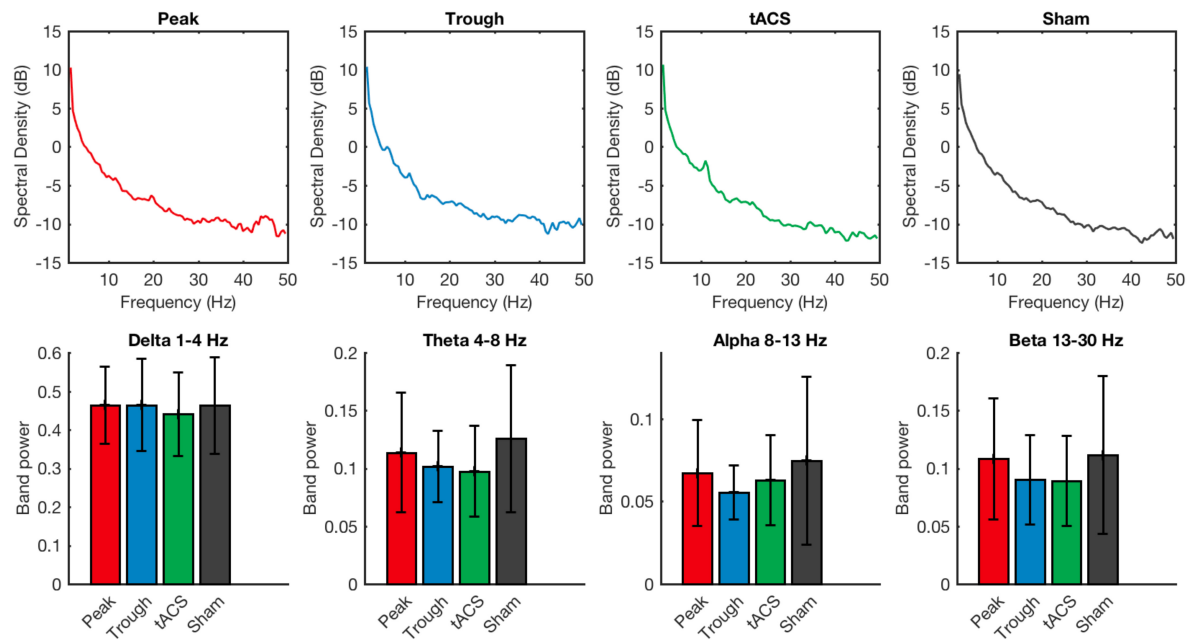 Peak
Trough
tACS
Sham
15
10
5
0
-5
-10
-15
Spectral Density (dB)
0 10 20 30 40 50
Frequency (Hz)
15
10
5
0
-5
-10
-15
Spectral Density (dB)
0 10 20 30 40 50
Frequency (Hz)
15
10
5
0
-5
-10
-15
Spectral Density (dB)
0 10 20 30 40 50
Frequency (Hz)
15
10
5
0
-5
-10
-15
Spectral Density (dB)
0 10 20 30 40 50
Frequency (Hz)
Delta 1-4 Hz
0.6
0.5
0.4
0.3
0.2
0.1
0
Band power
Peak
Trough
tACS
Sham
Theta 4-8 Hz
0.2
0.15
0.1
0.05
0
Band power
Peak
Trough
tACS
Sham
Alpha 8-13 Hz
0.1
0.05
0
Band power
Peak
Trough
tACS
Sham
Beta 13-30 Hz
0.2
0.15
0.1
0.05
0
Band power
Peak
Trough
tACS
Sham